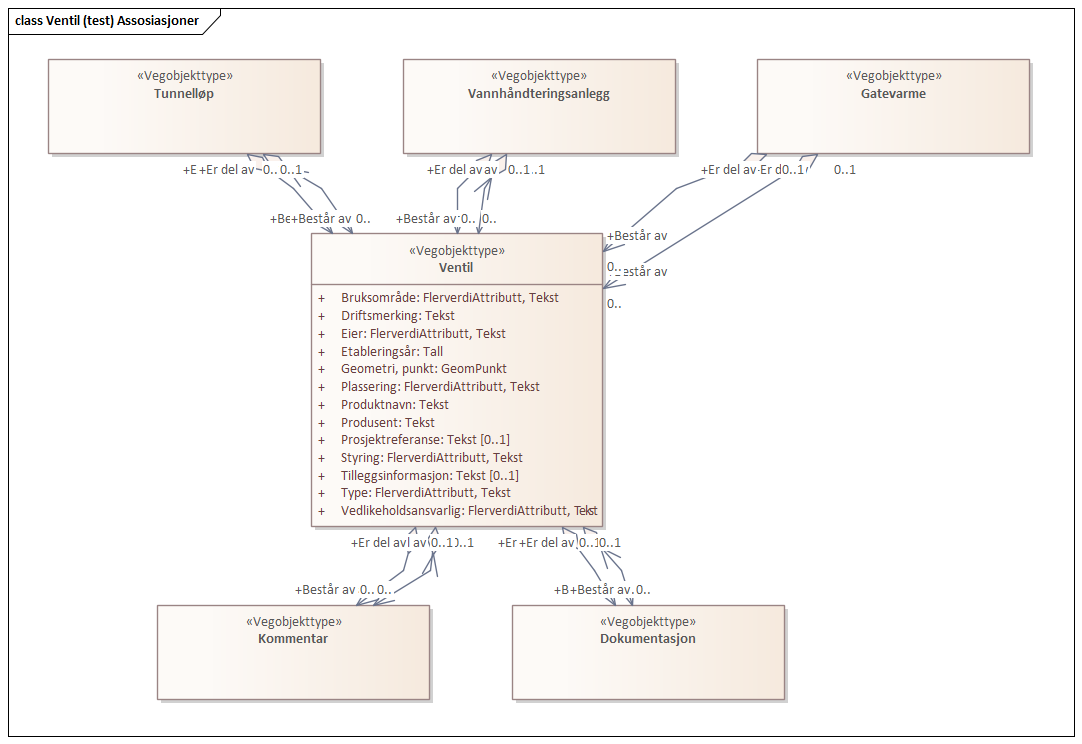 class Ventil (test) Assosiasjoner
«Vegobjekttype»
Tunnelløp
«Vegobjekttype»
Vannhåndteringsanlegg
«Vegobjekttype»
Gatevarme
+Er del av 0.. 0..1
+Er del av av 0..1 ..1
+Er del av Er d 0..1 0..1
+Be +Består av 0..
+Består av 0.. 0..
+Består av
0..
estår av
0..
«Vegobjekttype»
Ventil
+ Bruksområde: FlerverdiAttributt, Tekst
+ Driftsmerking: Tekst
+ Eier: FlerverdiAttributt, Tekst
+ Etableringsår: Tall
+ Geometri, punkt: GeomPunkt
+ Plassering: FlerverdiAttributt, Tekst
+ Produktnavn: Tekst
+ Produsent: Tekst
+ Prosjektreferanse: Tekst [0..1]
+ Styring: FlerverdiAttributt, Tekst
+ Tilleggsinformasjon: Tekst [0..1]
+ Type: FlerverdiAttributt, Tekst
+ Vedlikeholdsansvarlig: FlerverdiAttributt, Tekst
+Er del av av 0..1 ..1
+Er +Er del av 0..1 0..1
+Består av 0.. 0..
+B +Består av 0..
«Vegobjekttype»
Kommentar
«Vegobjekttype»
Dokumentasjon